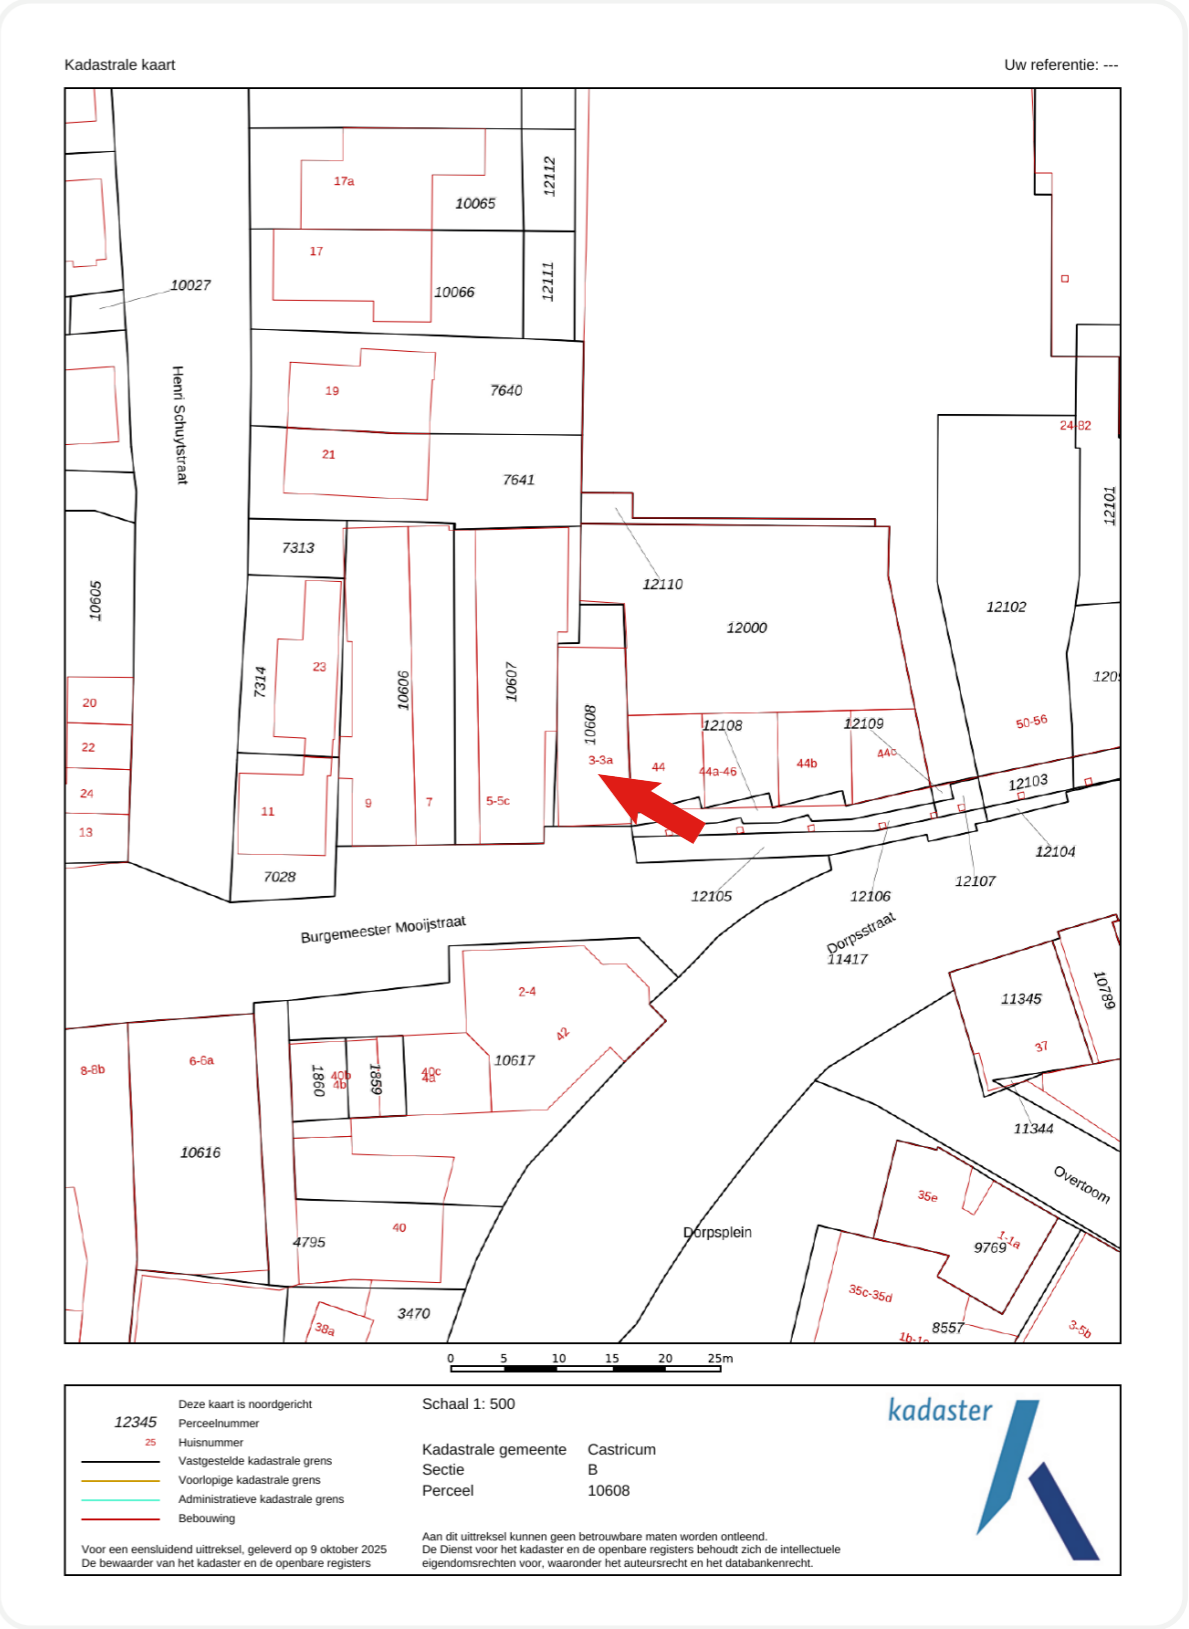 Kadastrale kaart
Uw referentie: ---
17a
10065
12112
17
10066
12111
10027
Henri Schuytstraat
19
7640
21
7641
24-82
12101
7313
12110
10605
12000
12102
7314
23
10606
10607
10608
1205
20
12108
12109
50-56
22
3-3a
44
44a-46
44b
44c
12103
24
11
9
7
5-5c
13
7028
12105
12106
12107
12104
Burgemeester Mooijstraat
Dorpsstraat
11417
2-4
42
11345
10789
37
8-8b
6-6a
1860
40b
4b
1859
40c
4a
10617
11344
10616
Overtoom
35e
1-1a
9769
4795
40
Dorpsplein
35c-35d
38a
3470
8557
3-5b
0 5 10 15 20 25m
Deze kaart is noordgericht
12345 Perceelnummer
25 Huisnummer
Vastgestelde kadastrale grens
Voorlopige kadastrale grens
Administratieve kadastrale grens
Bebouwing
Voor een eensluidend uittreksel, geleverd op 9 oktober 2025
De bewaarder van het kadaster en de openbare registers
Schaal 1: 500
Kadastrale gemeente Castricum
Sectie B
Perceel 10608
Aan dit uittreksel kunnen geen betrouwbare maten worden ontleend.
De Dienst voor het kadaster en de openbare registers behoudt zich de intellectuele
eigendomsrechten voor, waaronder het auteursrecht en het databankenrecht.
kadaster